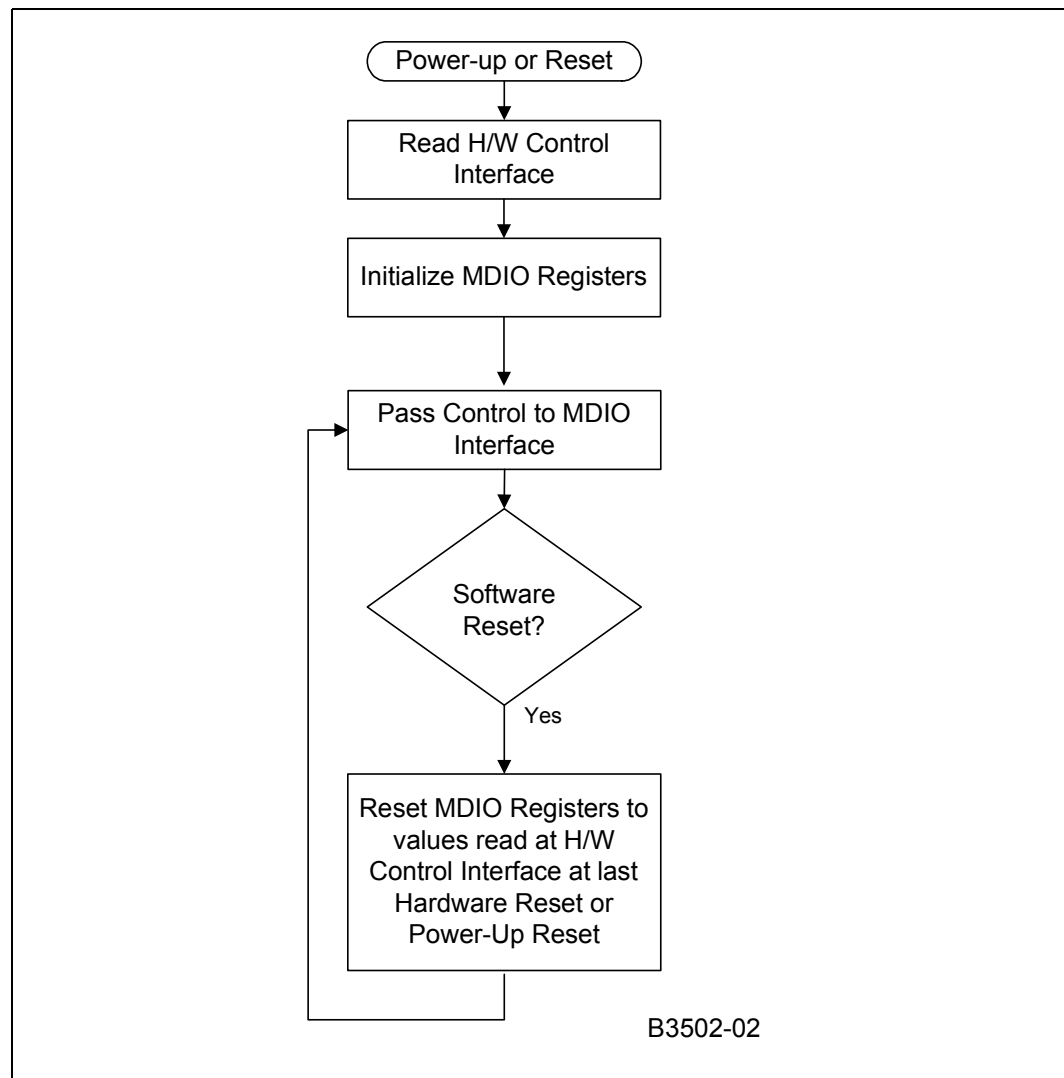 Power-up or Reset
Read H/W Control
Interface
Initialize MDIO Registers
Pass Control to MDIO
Interface
Software
Reset?
Yes
Reset MDIO Registers to
values read at H/W
Control Interface at last
Hardware Reset or
Power-Up Reset
B3502-02